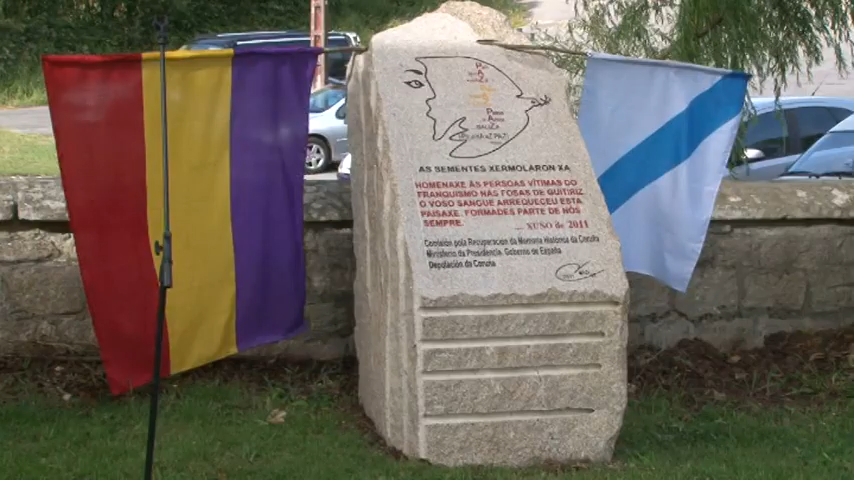 AS SEMENTES XERMOLARON XA
HOMENAXE ÀS PERSOAS VÍTIMAS DO
FRANQUISMO NAS FOSAS DE GUITIRIZ
O VOSO SANGUE ARREQUECEU ESTA
PAISAXE. FORMADES PARTE DE NÓS
SEMPRE. ... XUÑO de 2011
Comisión pola Recuperación da Memoria Histórica da Coruña
Ministerio da Presidencia. Goberno de España
Deputación da Coruña